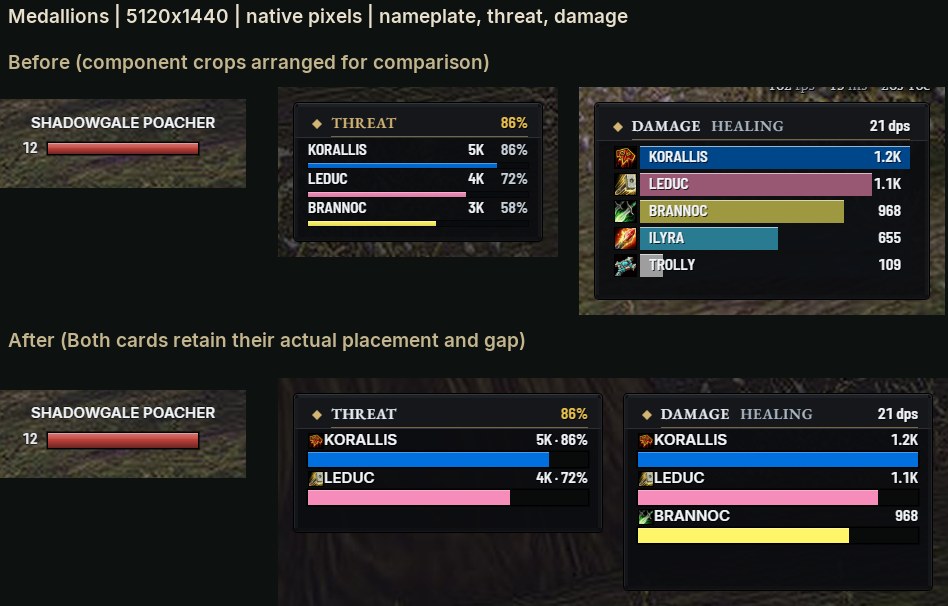 Medallions | 5120x1440 | native pixels | nameplate, threat, damage
Before (component crops arranged for comparison)
SHADOWGALE POACHER
12
THREAT 86%
KORALLIS 5K 86%
LEDUC 4K 72%
BRANNOC 3K 58%
DAMAGE HEALING 21 dps
KORALLIS 1.2K
LEDUC 1.1K
BRANNOC 968
ILYRA 655
TROLLY 109
After (Both cards retain their actual placement and gap)
SHADOWGALE POACHER
12
THREAT 86%
KORALLIS 5K · 86%
LEDUC 4K · 72%
DAMAGE HEALING 21 dps
KORALLIS 1.2K
LEDUC 1.1K
BRANNOC 968